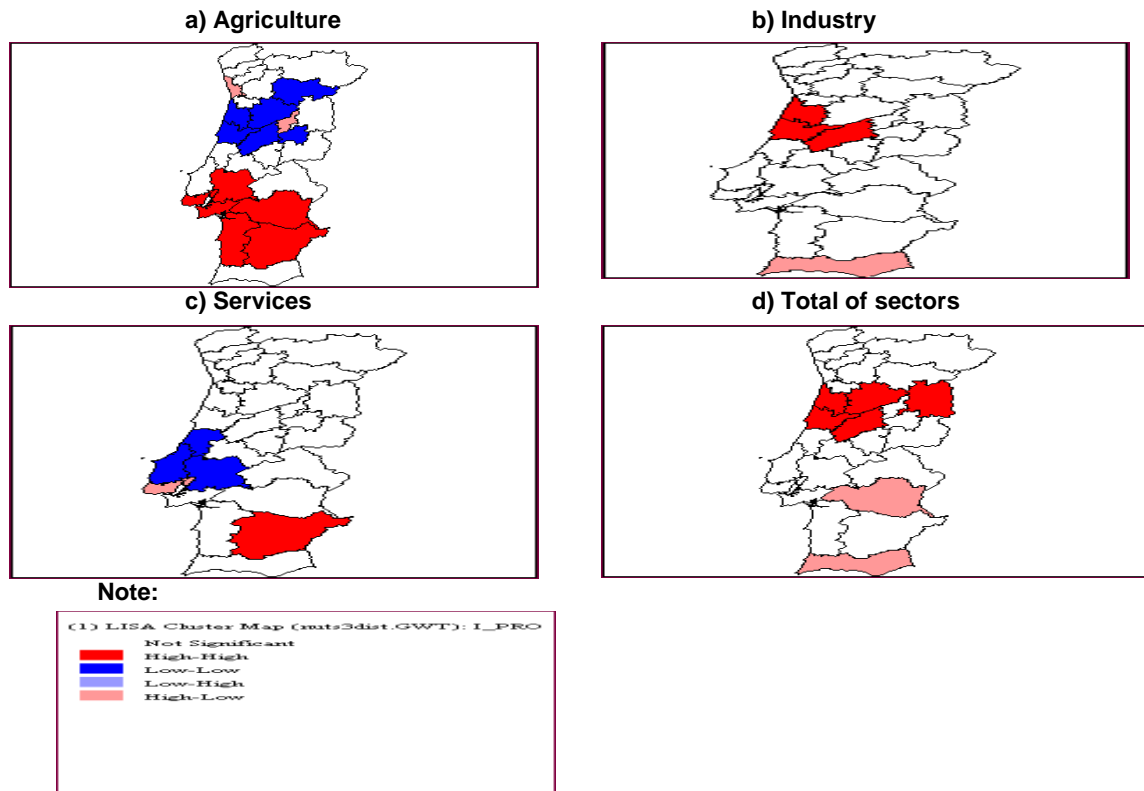 a) Agriculture
b) Industry
c) Services
d) Total of sectors
Note:
(1) LISA Cluster Map (nuts3dist.GWT): I_PRO
Not Significant
High-High
Low-Low
Low-High
High-Low